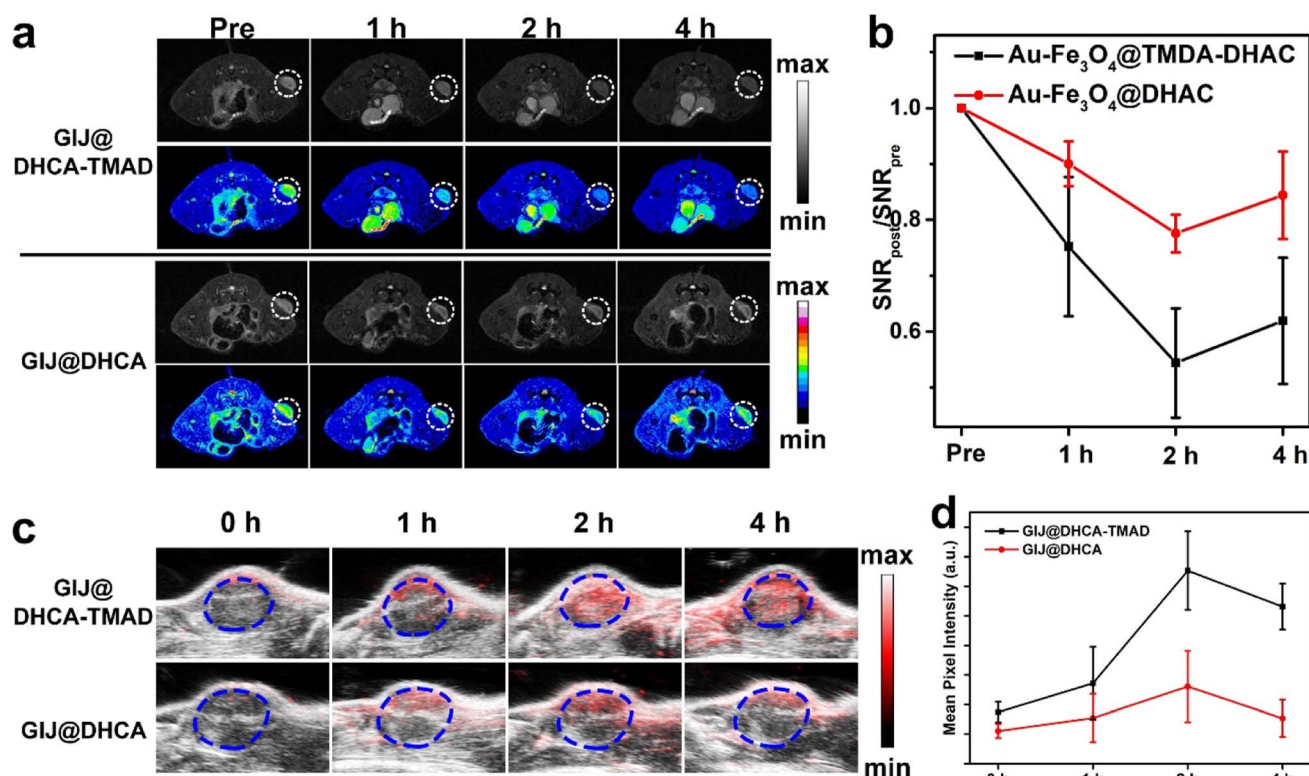 a
Pre 1 h 2 h 4 h
GIJ@
DHCA-TMAD
max
min
GIJ@DHCA
max
min
b
Au-Fe₃O₄@TMDA-DHAC
Au-Fe₃O₄@DHAC
SNRpost/SNRpre
1.0
0.8
0.6
Pre 1 h 2 h 4 h
c
0 h 1 h 2 h 4 h
GIJ@
DHCA-TMAD
GIJ@DHCA
max
min
d
GIJ@DHCA-TMAD
GIJ@DHCA
Mean Pixel Intensity (a.u.)